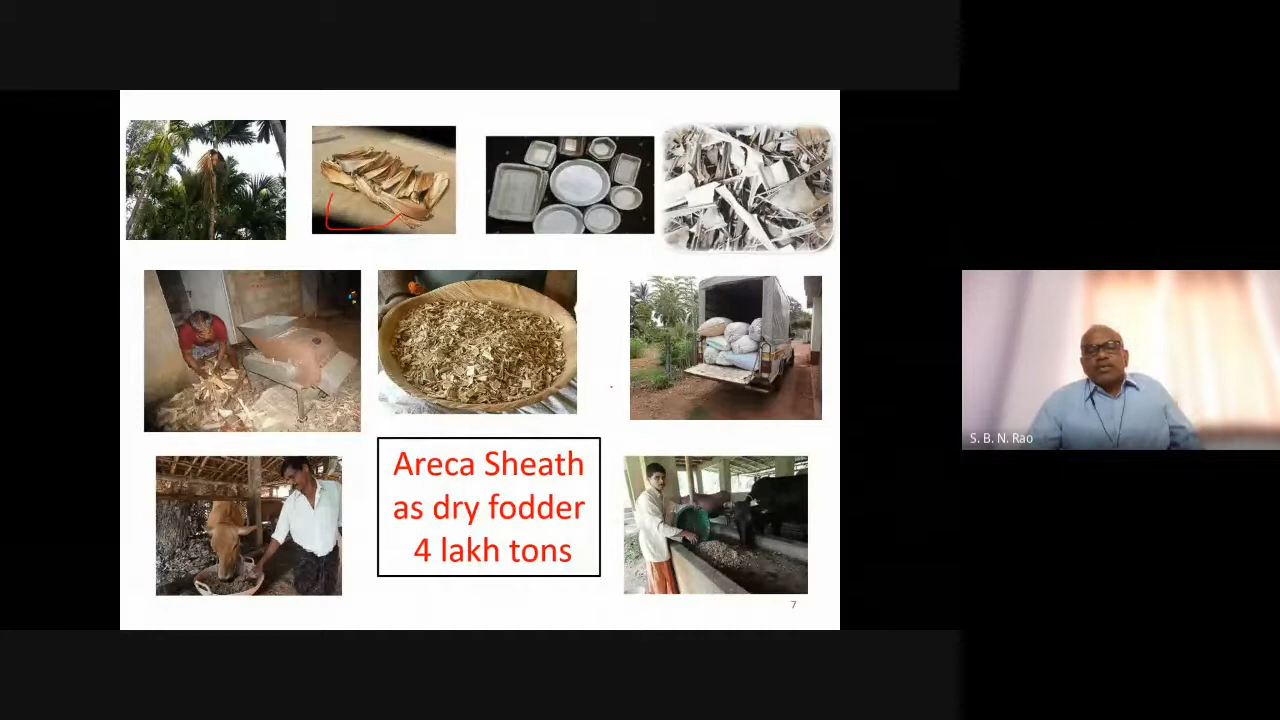 S. B. N. Rao
Areca Sheath
as dry fodder
4 lakh tons
7